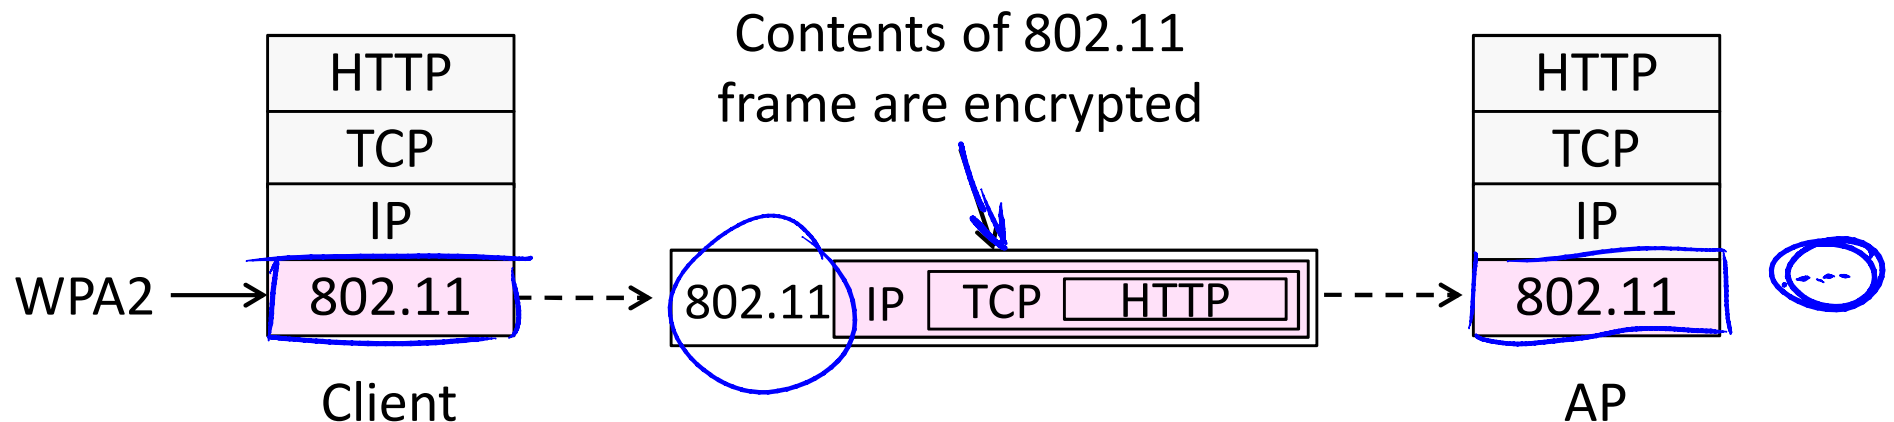 Contents of 802.11
frame are encrypted
HTTP
TCP
IP
802.11
WPA2
Client
802.11 IP TCP HTTP
HTTP
TCP
IP
802.11
AP